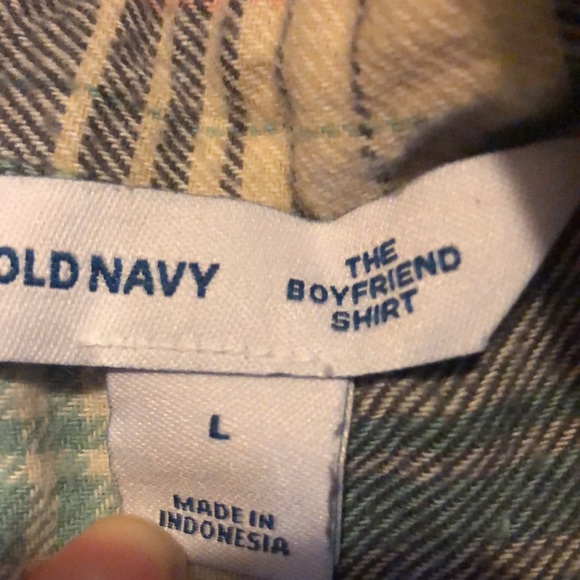 OLD NAVY
THE
BOYFRIEND
SHIRT
L
MADE IN
INDONESIA